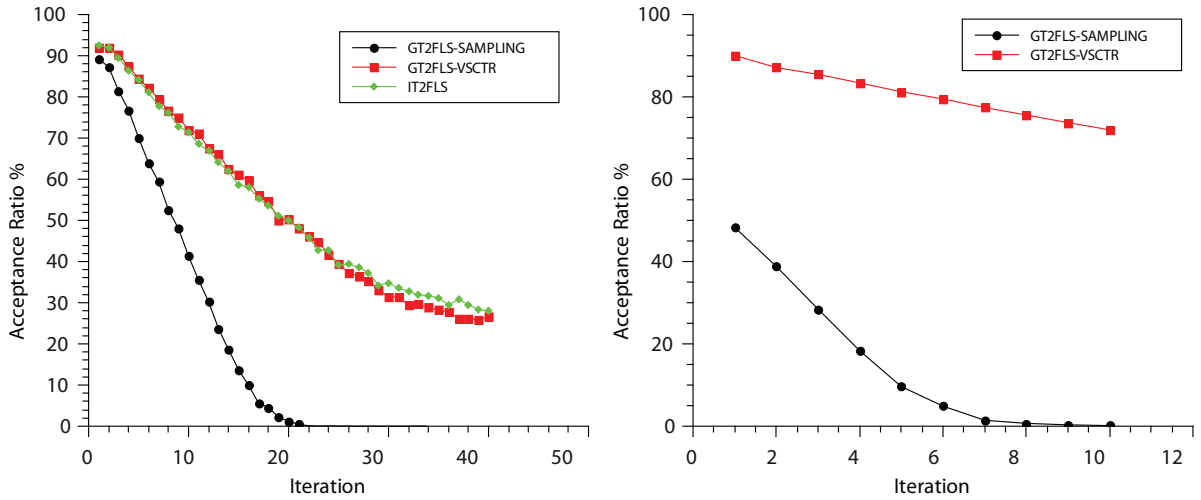 100
90
80
70
60
50
40
30
20
10
0
Acceptance Ratio %
GT2FLS-SAMPLING
GT2FLS-VSCTR
IT2FLS
0 10 20 30 40 50
Iteration
100
80
60
40
20
0
Acceptance Ratio %
GT2FLS-SAMPLING
GT2FLS-VSCTR
0 2 4 6 8 10 12
Iteration